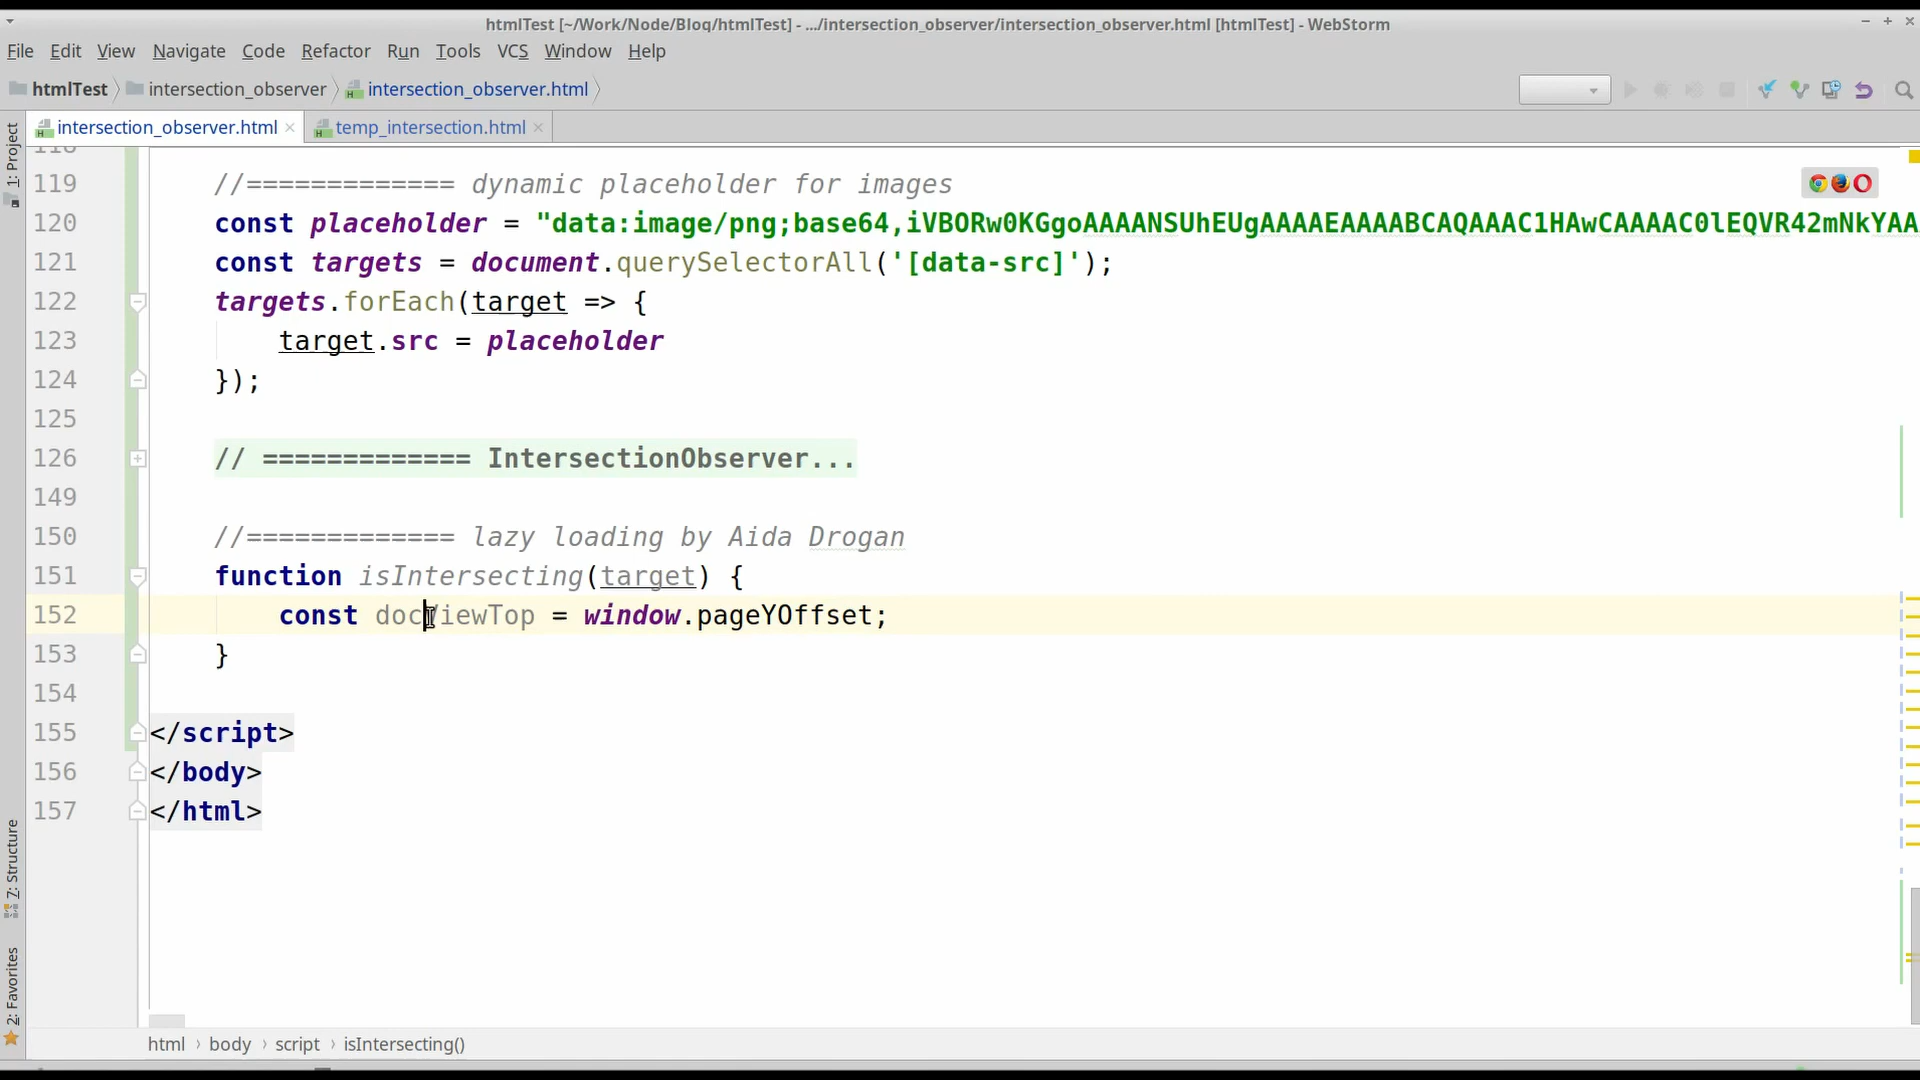 htmlTest [~/Work/Node/Blog/htmlTest] - .../intersection_observer/intersection_observer.html [htmlTest] - WebStorm
File Edit View Navigate Code Refactor Run Tools VCS Window Help
htmlTest intersection_observer intersection_observer.html
intersection_observer.html temp_intersection.html
1: Project
7: Structure
2: Favorites
118
119 //============= dynamic placeholder for images
120 const placeholder = "data:image/png;base64,iVBORw0KGgoAAAANSUhEUgAAAAEAAAABCAQAAAC1HAwCAAAAC0lEQVR42mNkYAA
121 const targets = document.querySelectorAll('[data-src]');
122 targets.forEach(target => {
123 target.src = placeholder
124 });
125
126 // ============= IntersectionObserver...
149
150 //============= lazy loading by Aida Drogan
151 function isIntersecting(target) {
152 const docViewTop = window.pageYOffset;
153 }
154
155 </script>
156 </body>
157 </html>
html › body › script › isIntersecting()